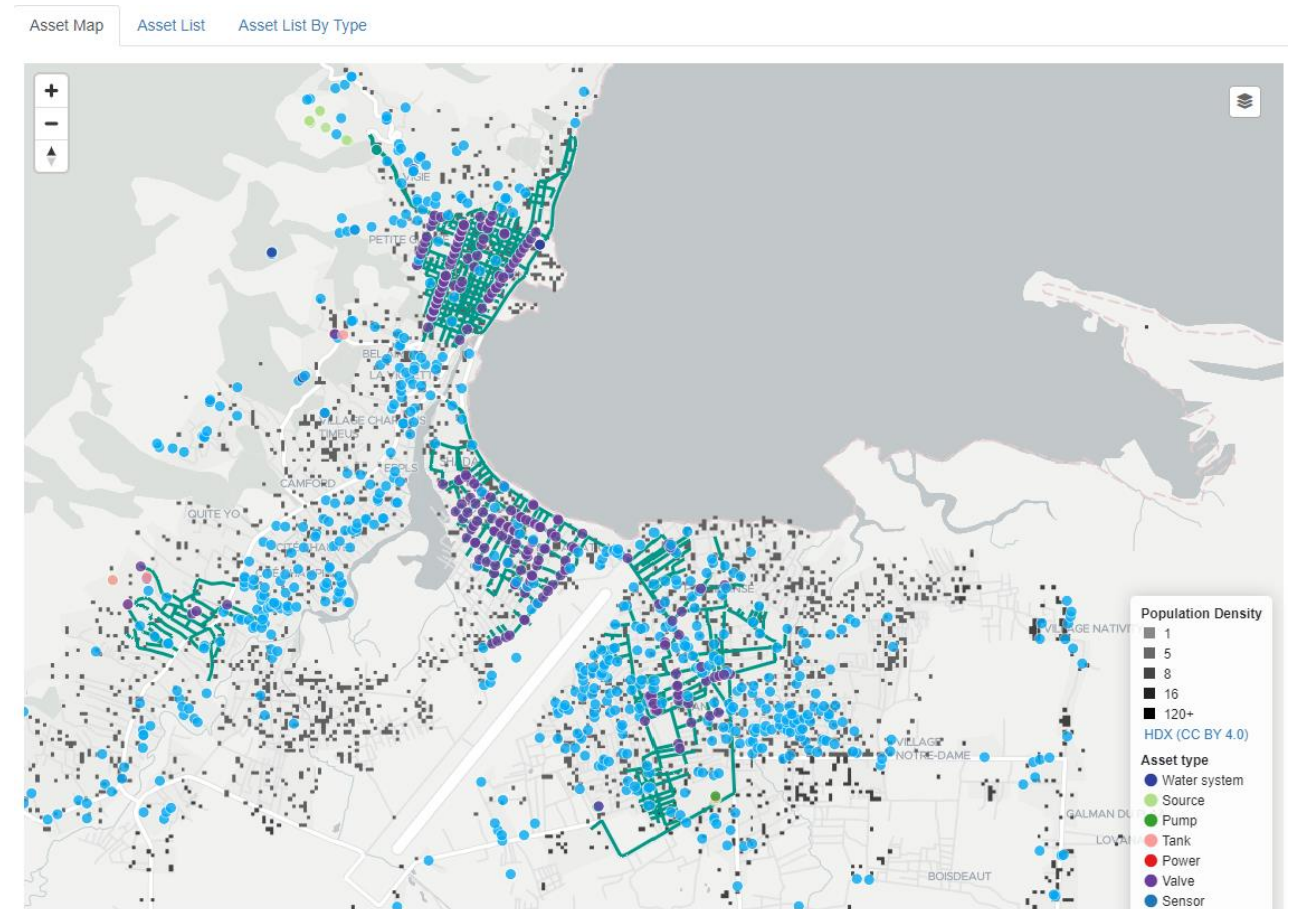 Asset Map Asset List Asset List By Type
VIGIE
PETITE
BEL
VILLAGE
TIMEUS
CAMFORD
QUITE YO
VILLAGE
NOTRE-DAME
BOISDEAUT
Population Density
1
5
8
16
120+
HDX (CC BY 4.0)
Asset type
Water system
Source
Pump
Tank
Power
Valve
Sensor